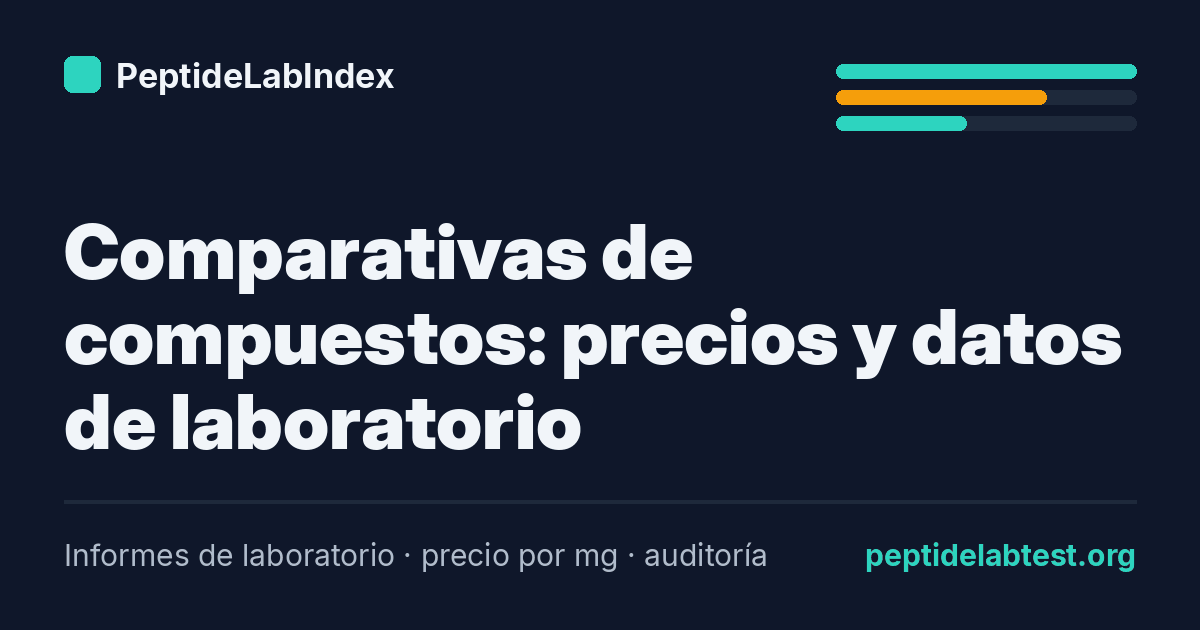 PeptideLabIndex
Comparativas de
compuestos: precios y datos
de laboratorio
Informes de laboratorio · precio por mg · auditoría
peptidelabtest.org